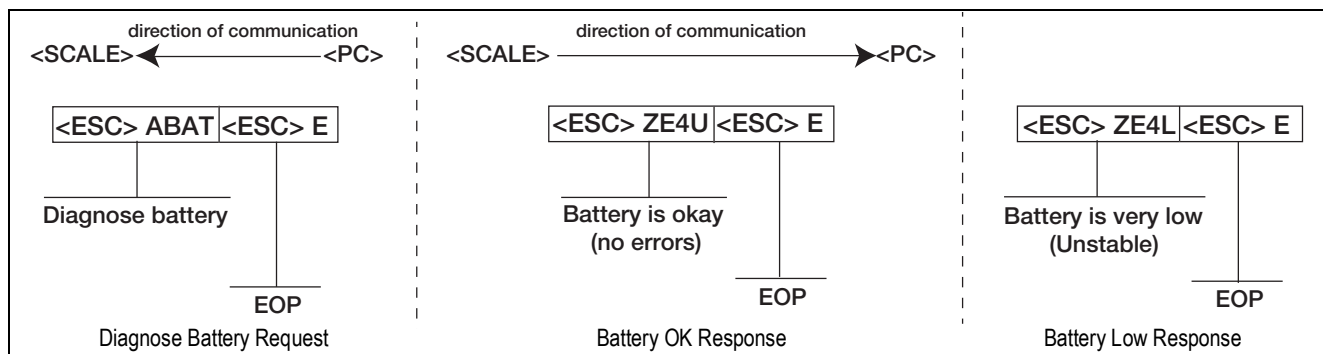 direction of communication
<SCALE> <PC>
<ESC> ABAT <ESC> E
Diagnose battery
EOP
Diagnose Battery Request
direction of communication
<SCALE> <PC>
<ESC> ZE4U <ESC> E
Battery is okay
(no errors)
EOP
Battery OK Response
<ESC> ZE4L <ESC> E
Battery is very low
(Unstable)
EOP
Battery Low Response